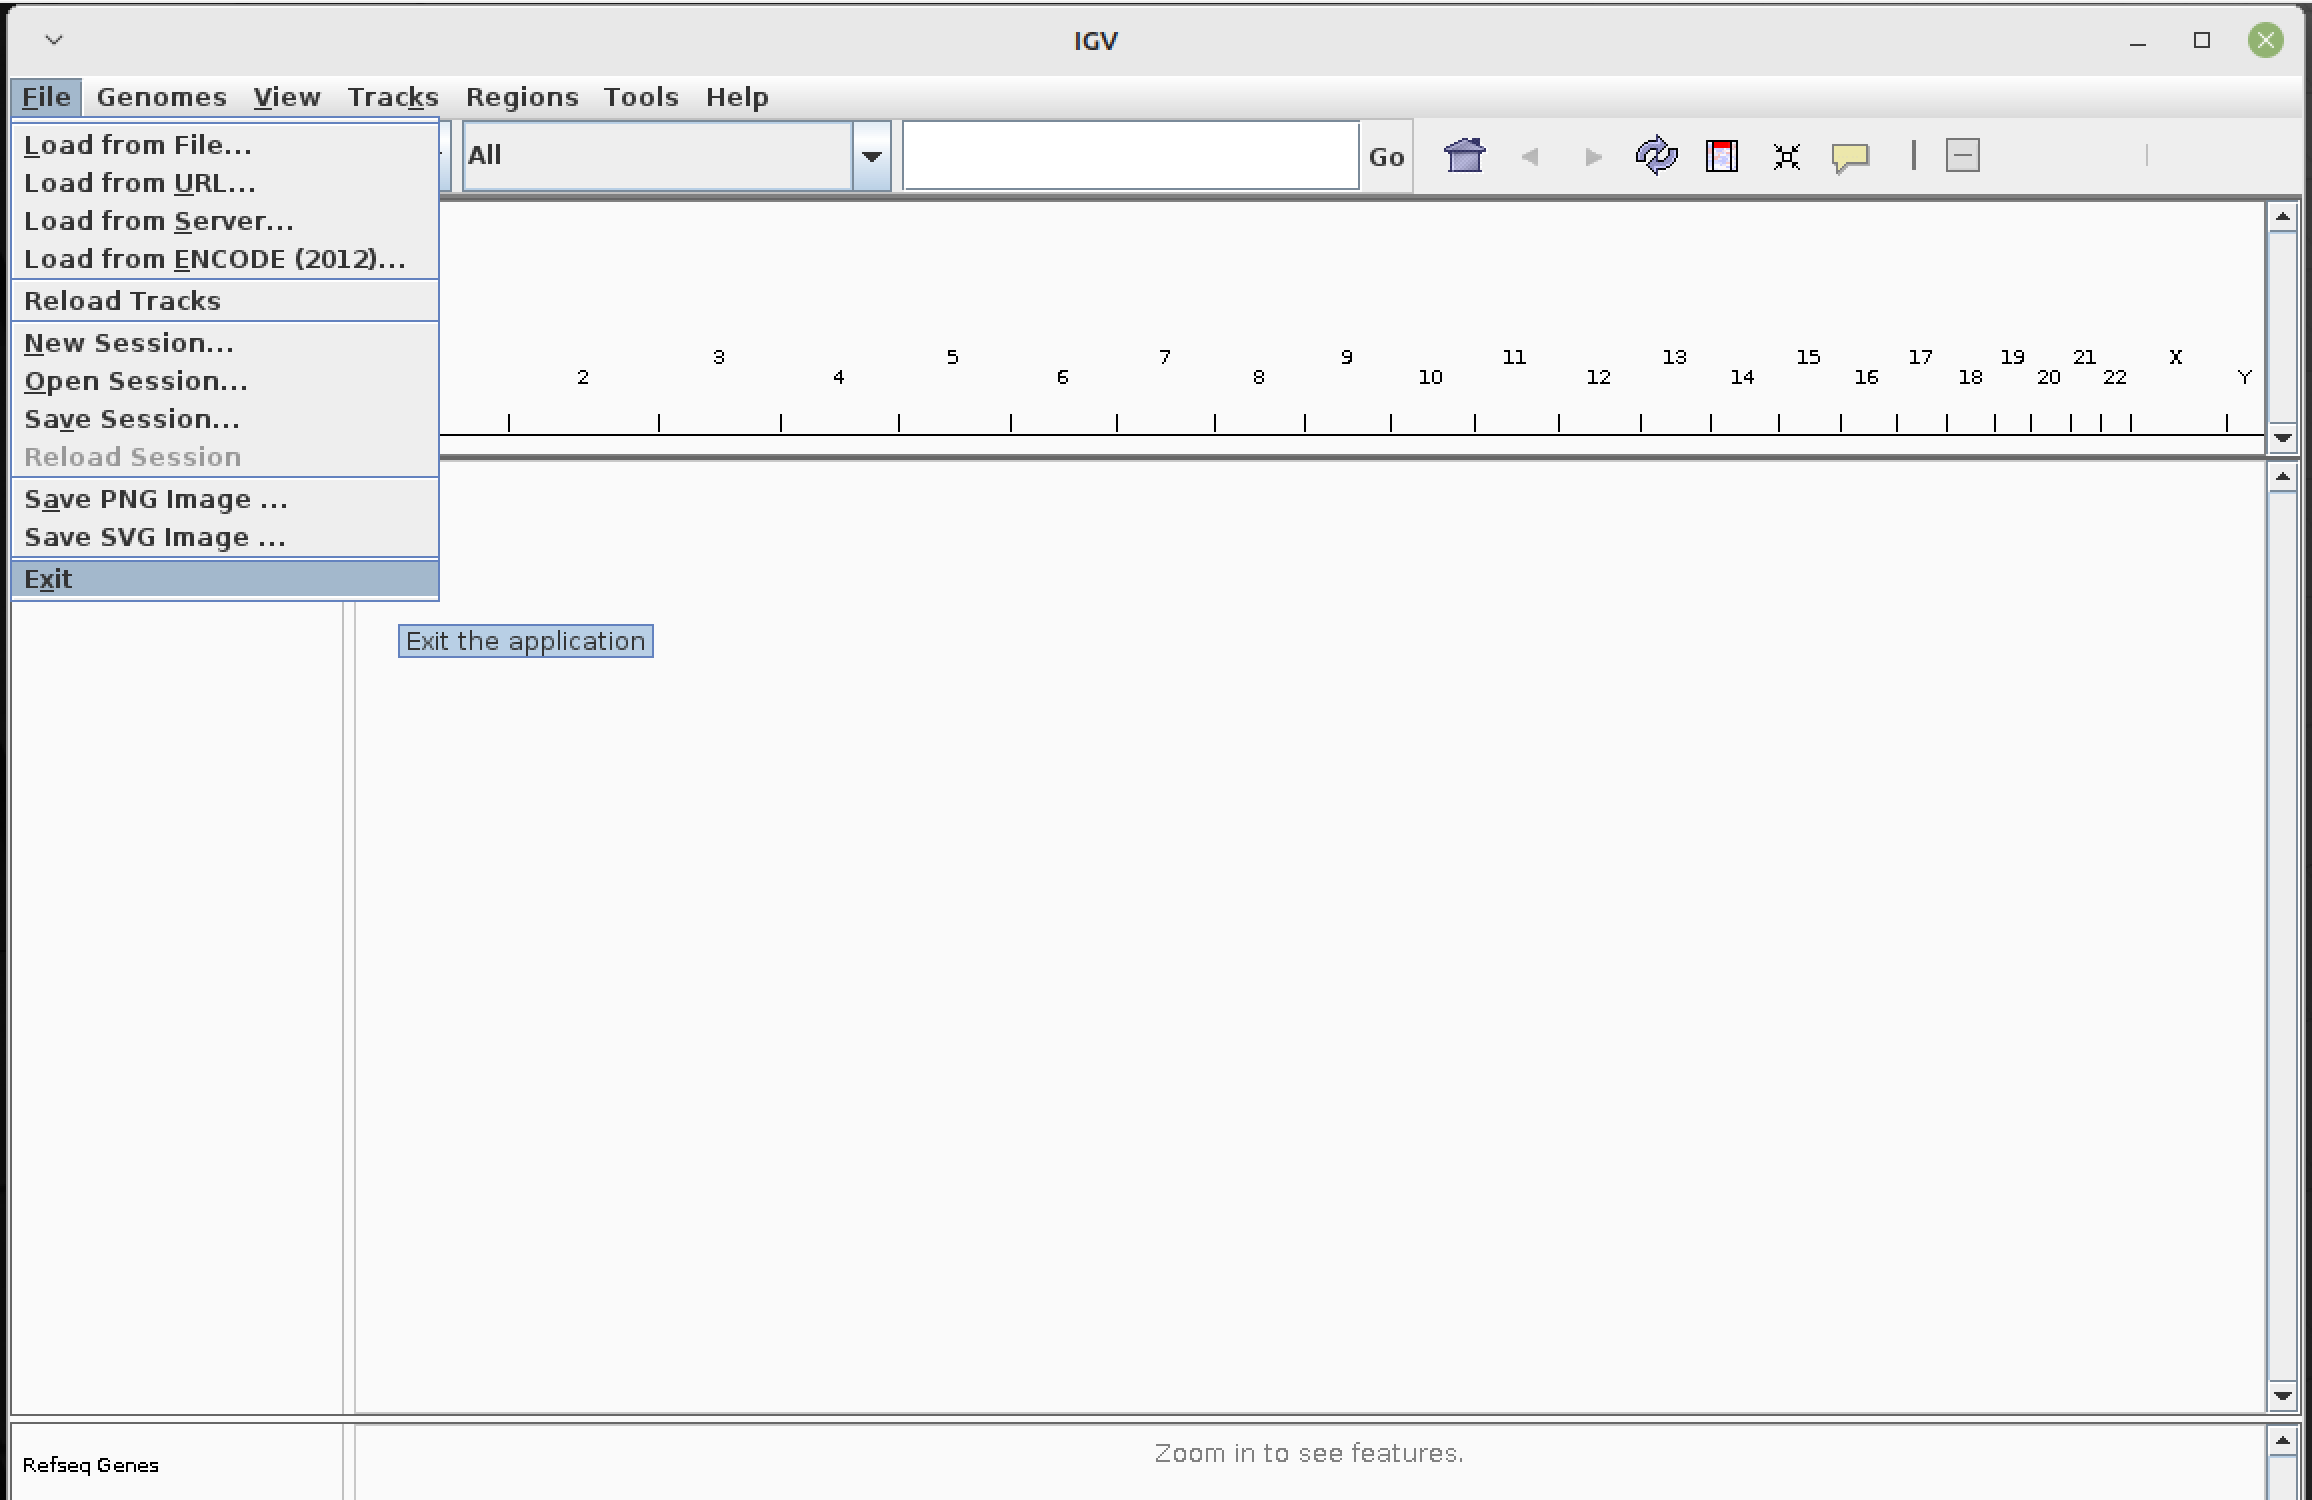 IGV
File Genomes View Tracks Regions Tools Help
All Go
Load from File...
Load from URL...
Load from Server...
Load from ENCODE (2012)...
Reload Tracks
New Session...
Open Session...
Save Session...
Reload Session
Save PNG Image ...
Save SVG Image ...
Exit
Exit the application
3 5 7 9 11 13 15 17 19 21 X
2 4 6 8 10 12 14 16 18 20 22 Y
Refseq Genes
Zoom in to see features.